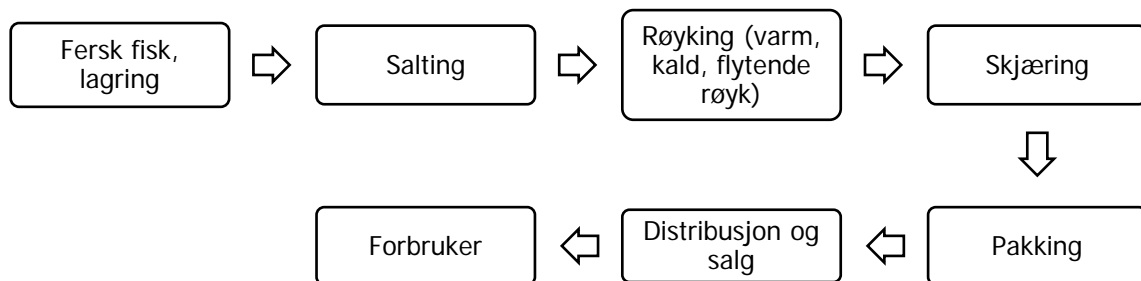 Fersk fisk,
lagring
Salting
Røyking (varm,
kald, flytende
røyk)
Skjæring
Pakking
Distribusjon og
salg
Forbruker